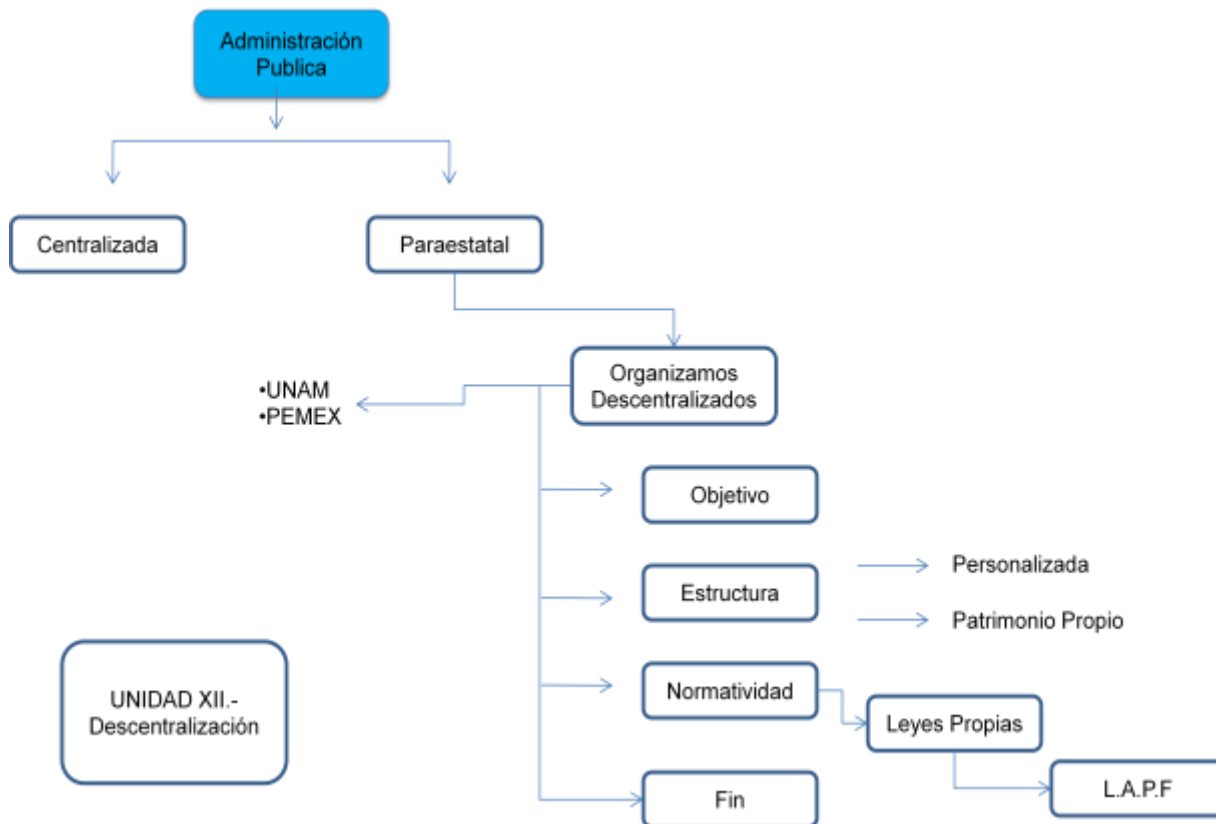 Administración
Publica
Centralizada
Paraestatal
Organizamos
Descentralizados
•UNAM
•PEMEX
Objetivo
Estructura
Personalizada
Patrimonio Propio
Normatividad
Leyes Propias
L.A.P.F
Fin
UNIDAD XII.-
Descentralización